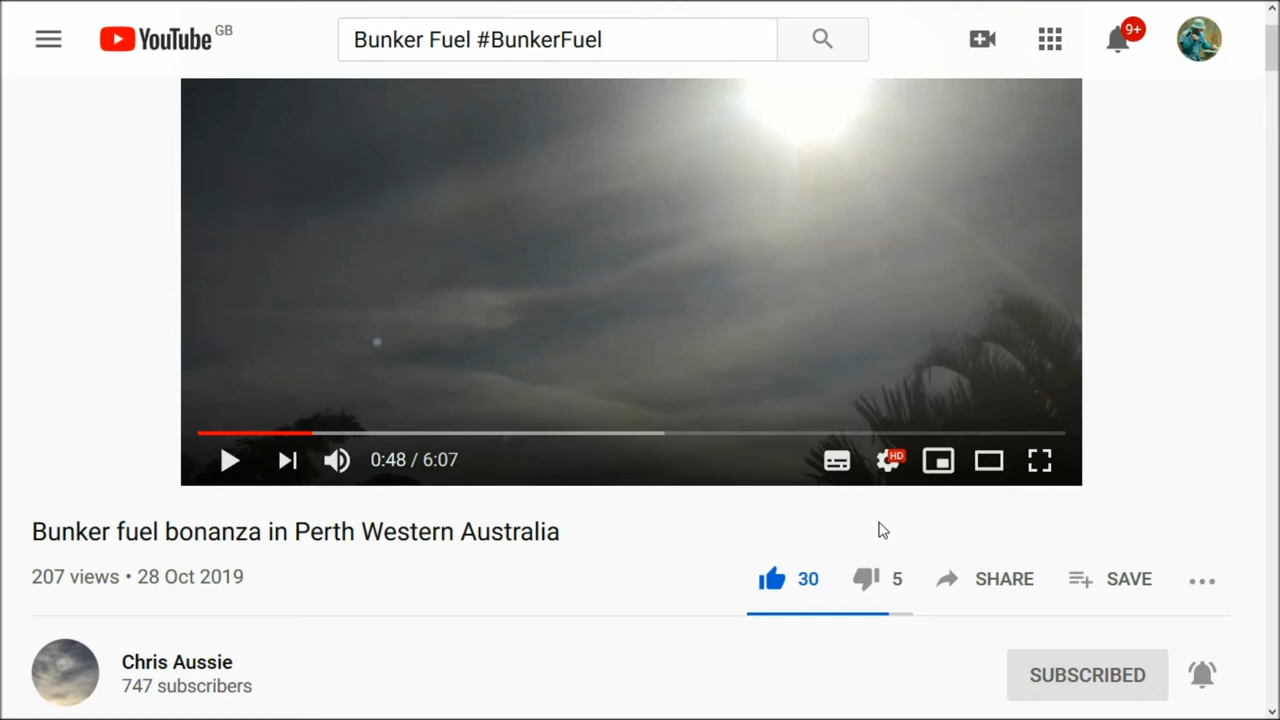 YouTube GB
Bunker Fuel #BunkerFuel
9+
0:48 / 6:07
HD
Bunker fuel bonanza in Perth Western Australia
207 views • 28 Oct 2019
30 5 SHARE SAVE
Chris Aussie
747 subscribers
SUBSCRIBED